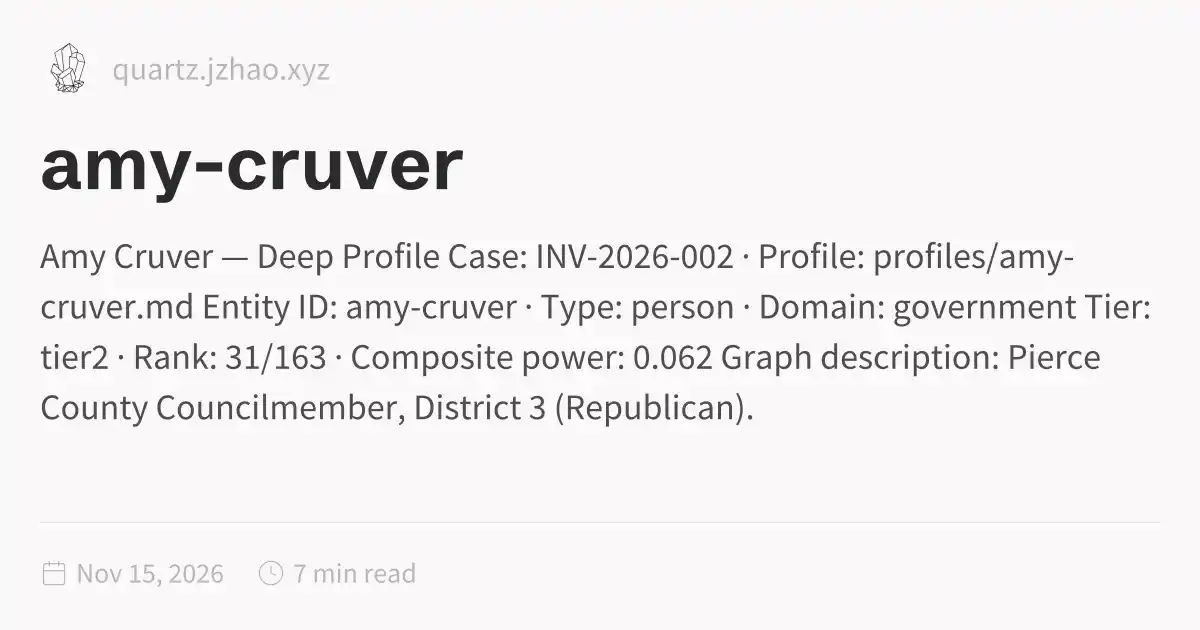 quartz.jzhao.xyz
amy-cruver
Amy Cruver — Deep Profile Case: INV-2026-002 · Profile: profiles/amy-
cruver.md Entity ID: amy-cruver · Type: person · Domain: government Tier:
tier2 · Rank: 31/163 · Composite power: 0.062 Graph description: Pierce
County Councilmember, District 3 (Republican).
Nov 15, 2026 7 min read